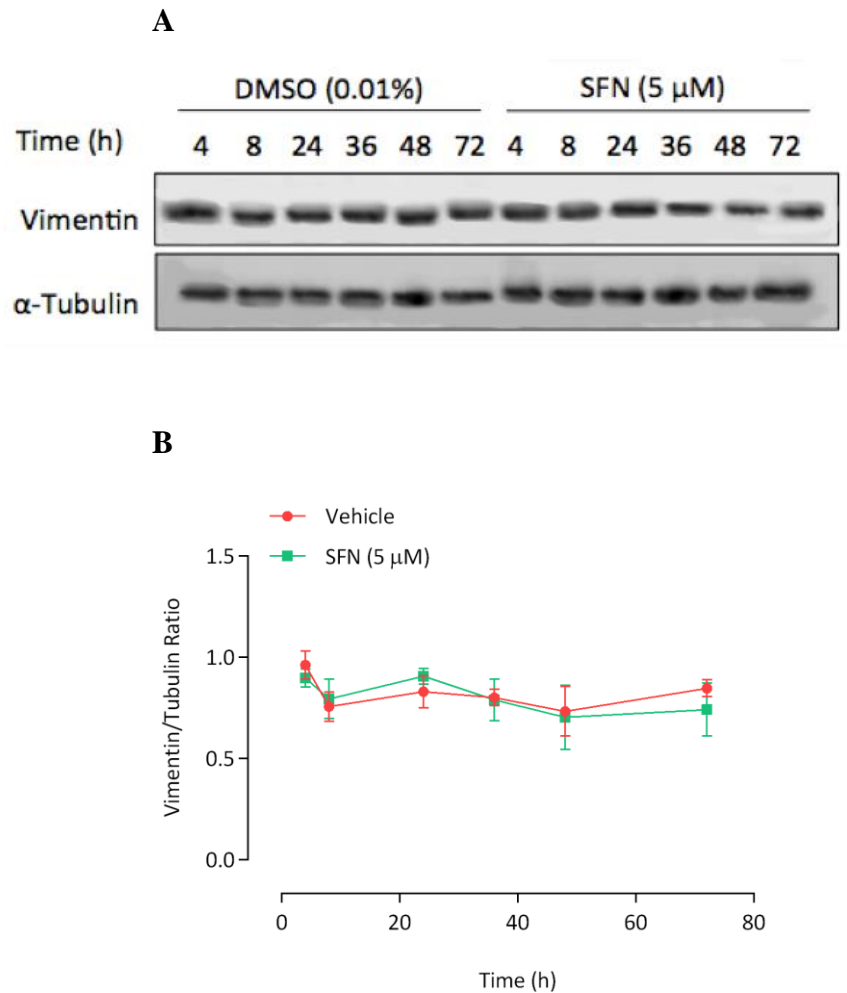 A
DMSO (0.01%) SFN (5 μM)
Time (h) 4 8 24 36 48 72 4 8 24 36 48 72
Vimentin
α-Tubulin
B
Vehicle
SFN (5 μM)
1.5
1.0
0.5
0.0
Vimentin/Tubulin Ratio
0 20 40 60 80
Time (h)